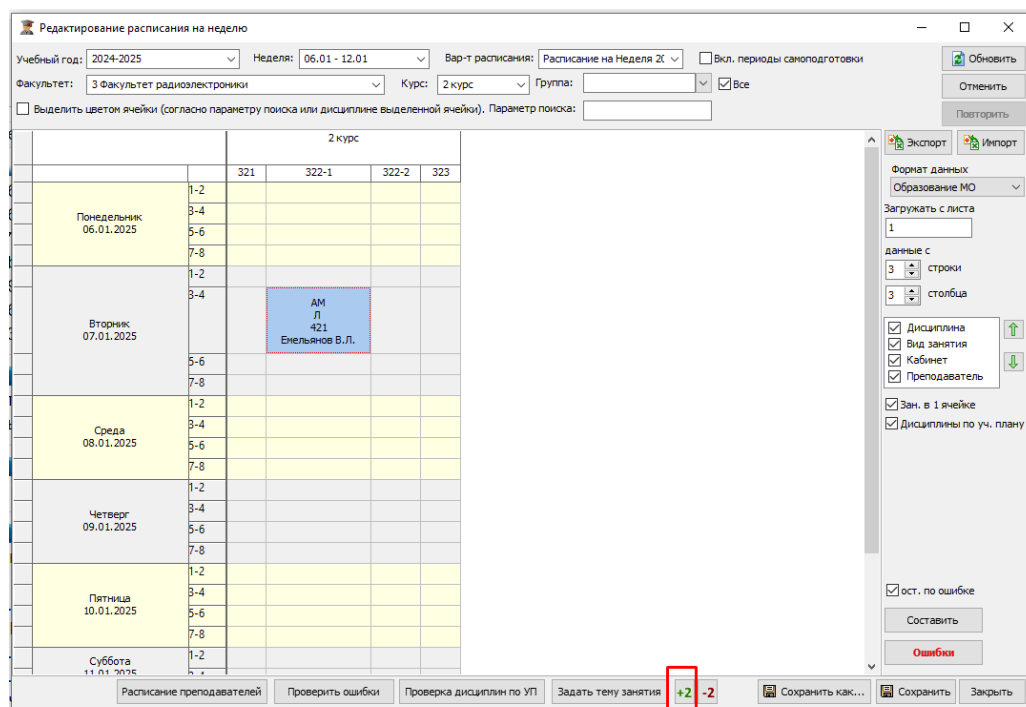 Редактирование расписания на неделю
Учебный год: 2024-2025 Неделя: 06.01 - 12.01 Вар-т расписания: Расписание на Неделя 2( Вкл. периоды самоподготовки Обновить
Факультет: 3 Факультет радиоэлектроники Курс: 2 курс Группа: Все Отменить
Выделить цветом ячейки (согласно параметру поиска или дисциплине выделенной ячейки). Параметр поиска: Повторить
2 курс
321 322-1 322-2 323
Понедельник
06.01.2025
1-2
3-4
5-6
7-8
Вторник
07.01.2025
1-2
3-4
АМ
Л
421
Емельянов В.Л.
5-6
7-8
Среда
08.01.2025
1-2
3-4
5-6
7-8
Четверг
09.01.2025
1-2
3-4
5-6
7-8
Пятница
10.01.2025
1-2
3-4
5-6
7-8
Суббота
11.01.2025
1-2
Экспорт Импорт
Формат данных
Образование МО
Загружать с листа
1
данные с
3 строки
3 столбца
Дисциплина
Вид занятия
Кабинет
Преподаватель
Зан. в 1 ячейке
Дисциплины по уч. плану
ост. по ошибке
Составить
Ошибки
Расписание преподавателей Проверить ошибки Проверка дисциплин по УП Задать тему занятия +2 -2 Сохранить как... Сохранить Закрыть